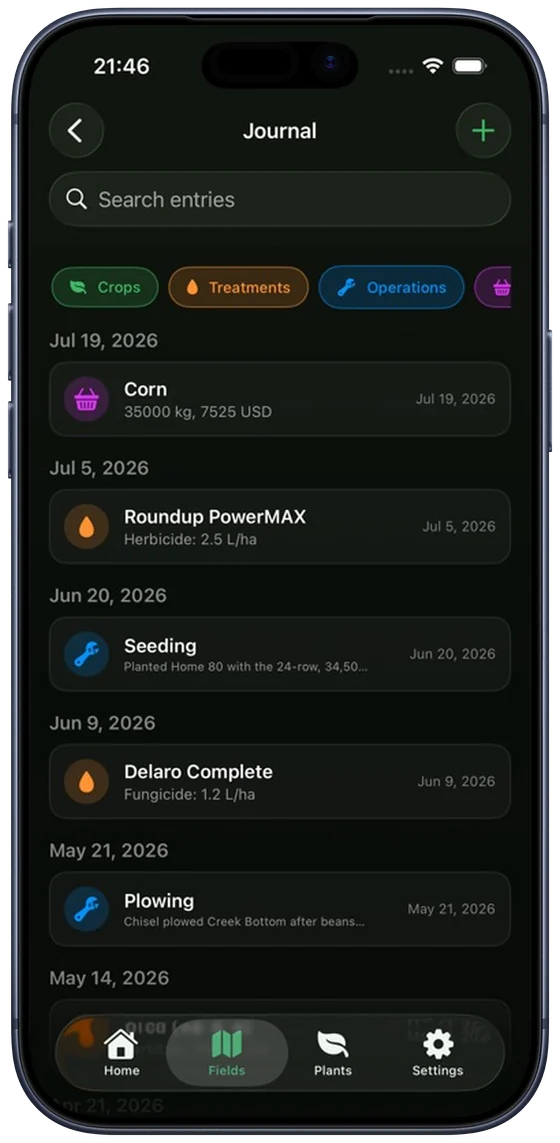 21:46
Journal
Search entries
Crops
Treatments
Operations
Jul 19, 2026
Corn
35000 kg, 7525 USD
Jul 19, 2026
Jul 5, 2026
Roundup PowerMAX
Herbicide: 2.5 L/ha
Jul 5, 2026
Jun 20, 2026
Seeding
Planted Home 80 with the 24-row, 34,50...
Jun 20, 2026
Jun 9, 2026
Delaro Complete
Fungicide: 1.2 L/ha
Jun 9, 2026
May 21, 2026
Plowing
Chisel plowed Creek Bottom after beans...
May 21, 2026
May 14, 2026
Home
Fields
Plants
Settings
Apr 21, 2026